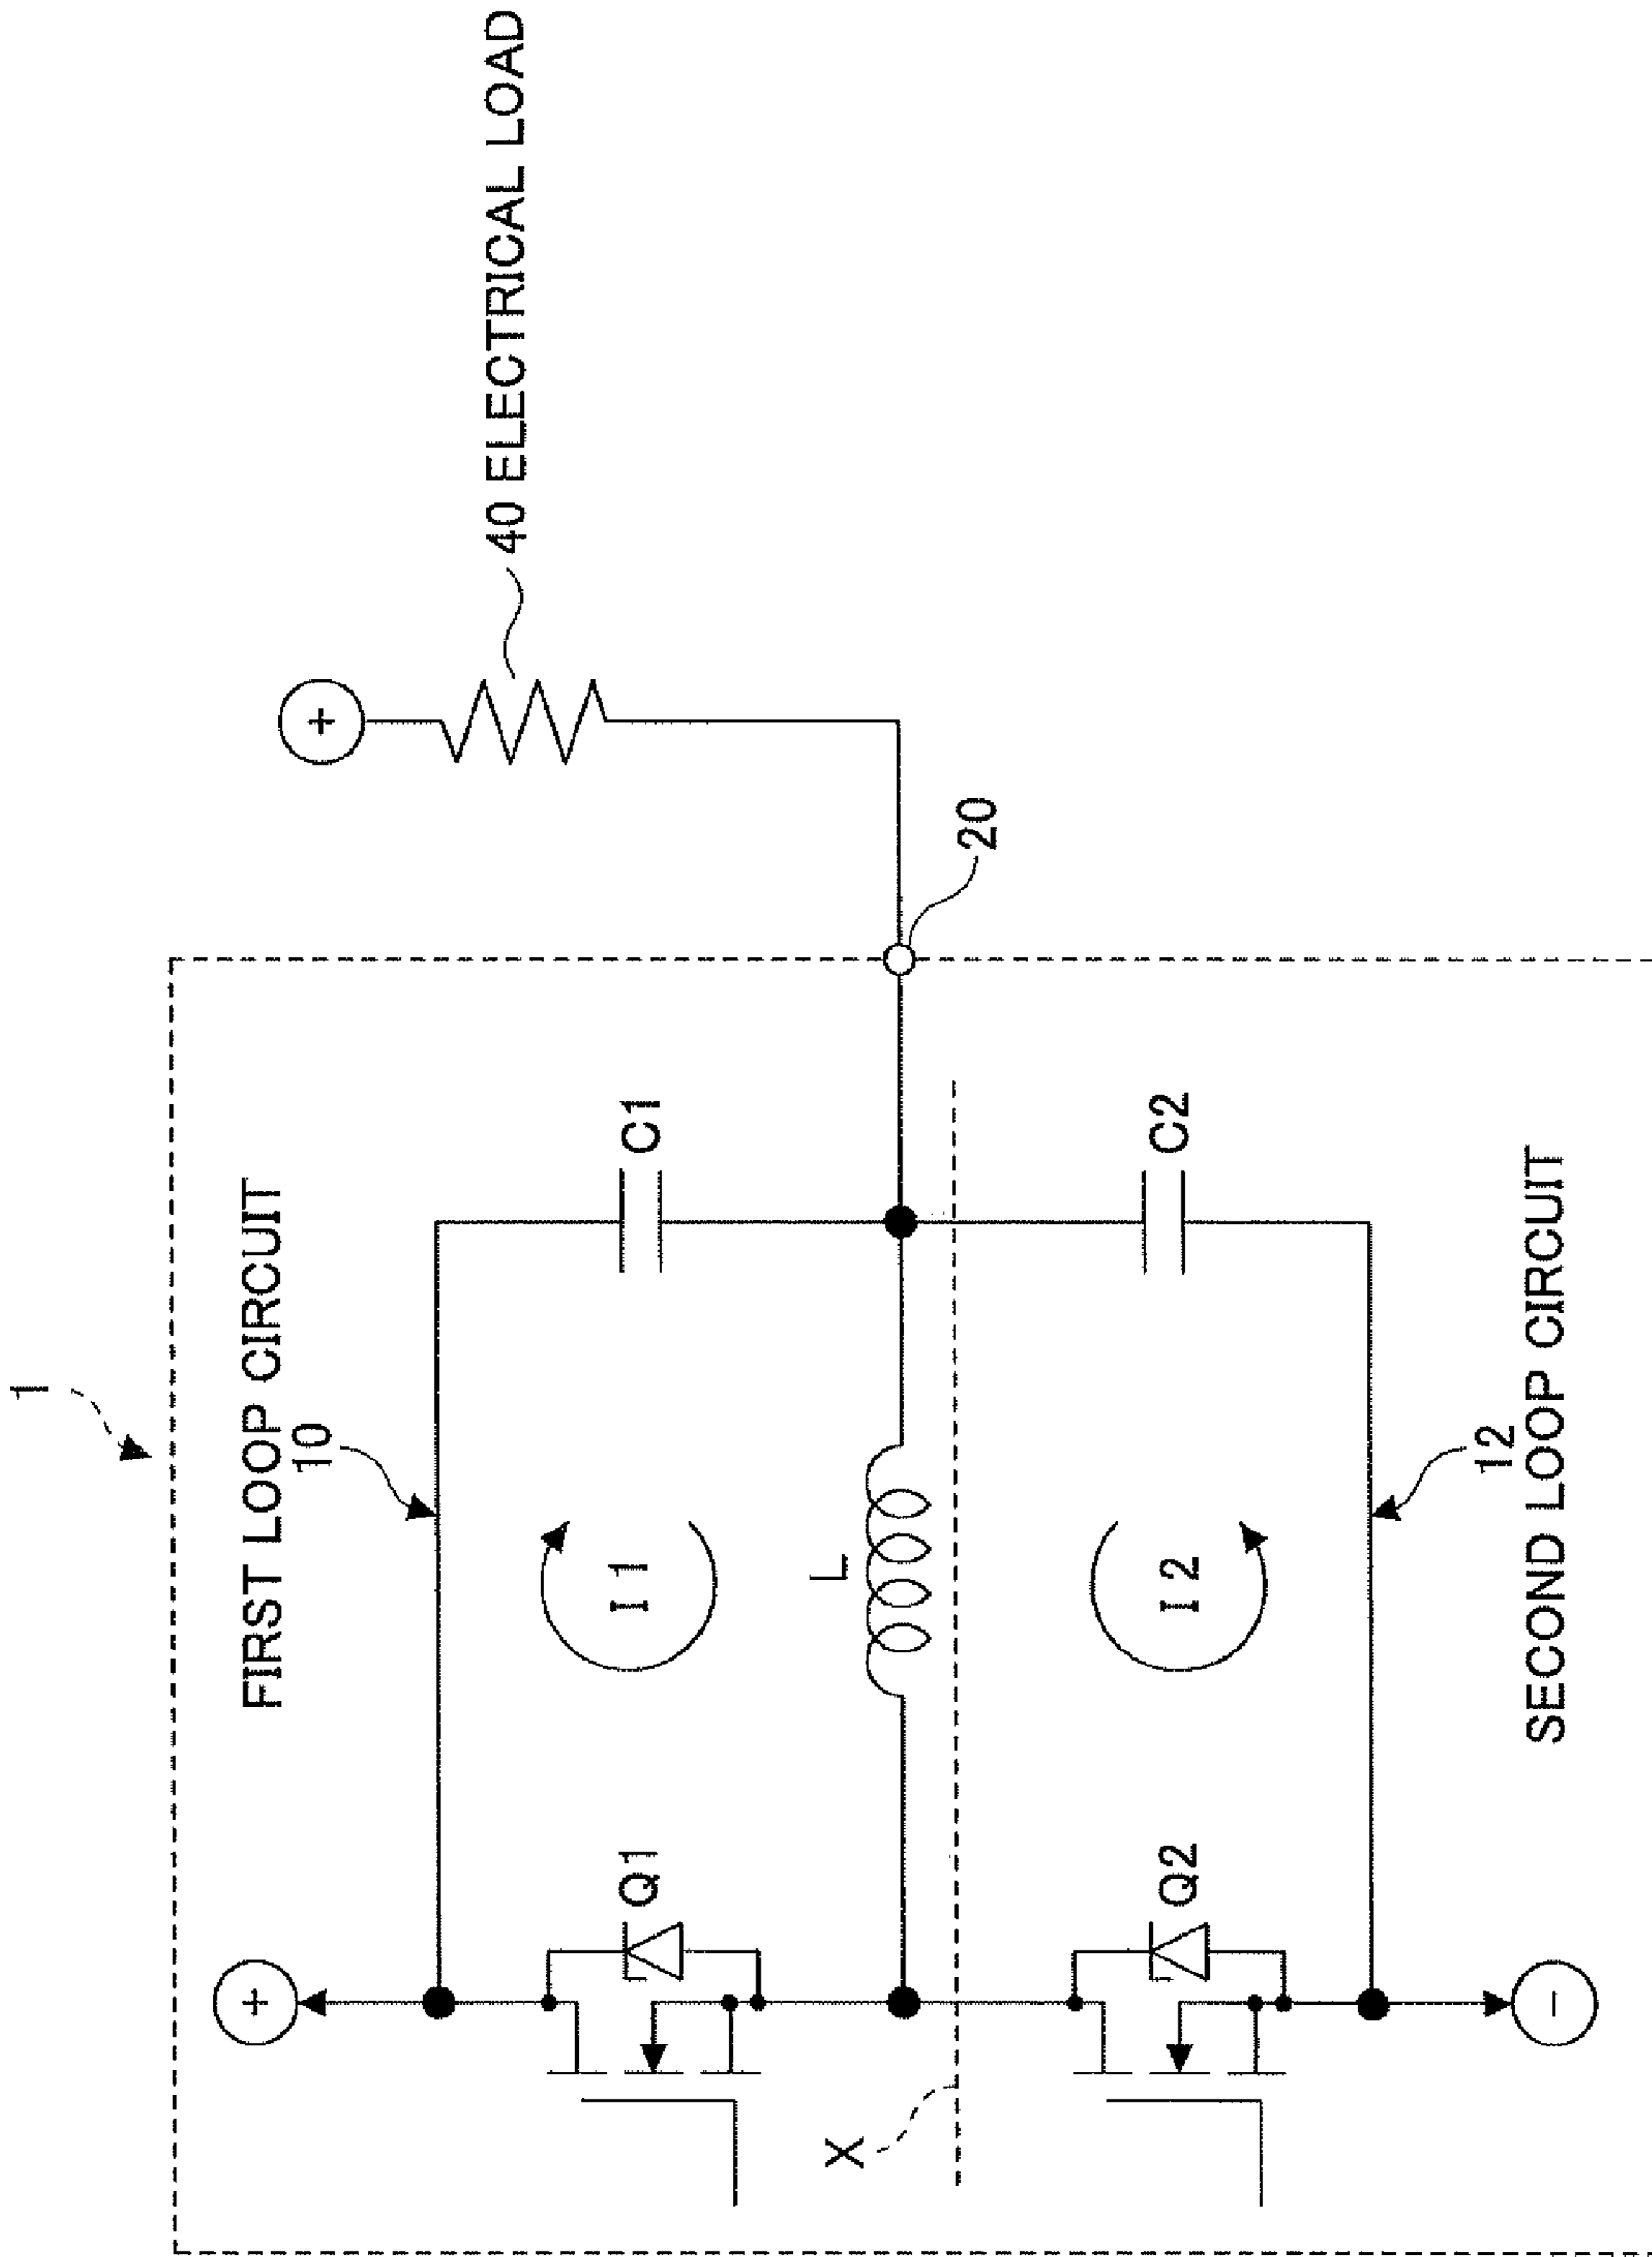 1
FIRST LOOP CIRCUIT
10
40 ELECTRICAL LOAD
+
+
Q1
I1
C1
L
20
X
Q2
I2
C2
12
SECOND LOOP CIRCUIT
-